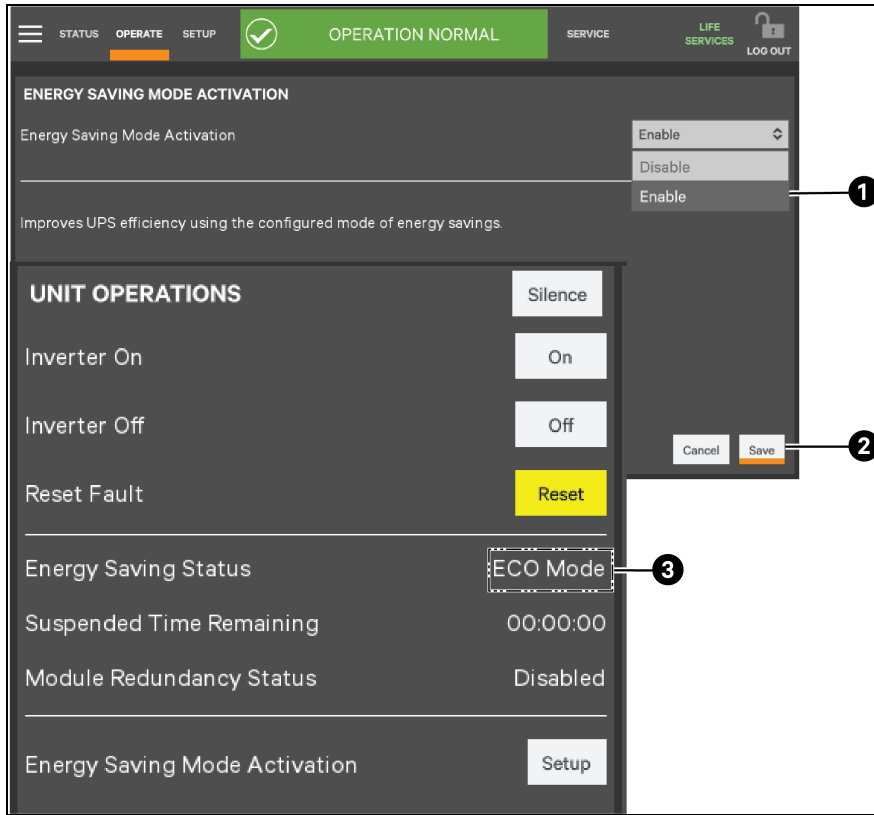 STATUS OPERATE SETUP OPERATION NORMAL SERVICE LIFE SERVICES LOG OUT
ENERGY SAVING MODE ACTIVATION
Energy Saving Mode Activation Enable
Disable
Enable 1
Improves UPS efficiency using the configured mode of energy savings.
UNIT OPERATIONS Silence
Inverter On On
Inverter Off Off
Cancel Save 2
Reset Fault Reset
Energy Saving Status ECO Mode 3
Suspended Time Remaining 00:00:00
Module Redundancy Status Disabled
Energy Saving Mode Activation Setup